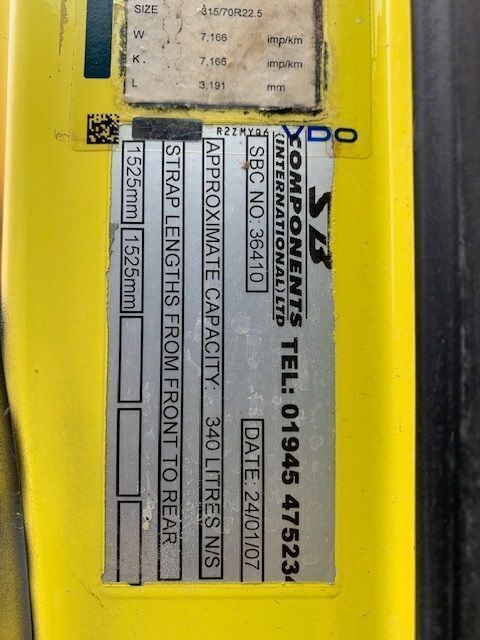 SIZE 315/70R22.5
W 7,166 imp/km
K. 7,166 imp/km
L 3,191 mm
R2ZMYQ6
VDO
SB
COMPONENTS
(INTERNATIONAL) LTD
TEL: 01945 475234
SBC NO: 36410
DATE: 24/01/07
APPROXIMATE CAPACITY: 340 LITRES N/S
STRAP LENGTHS FROM FRONT TO REAR
1525mm 1525mm